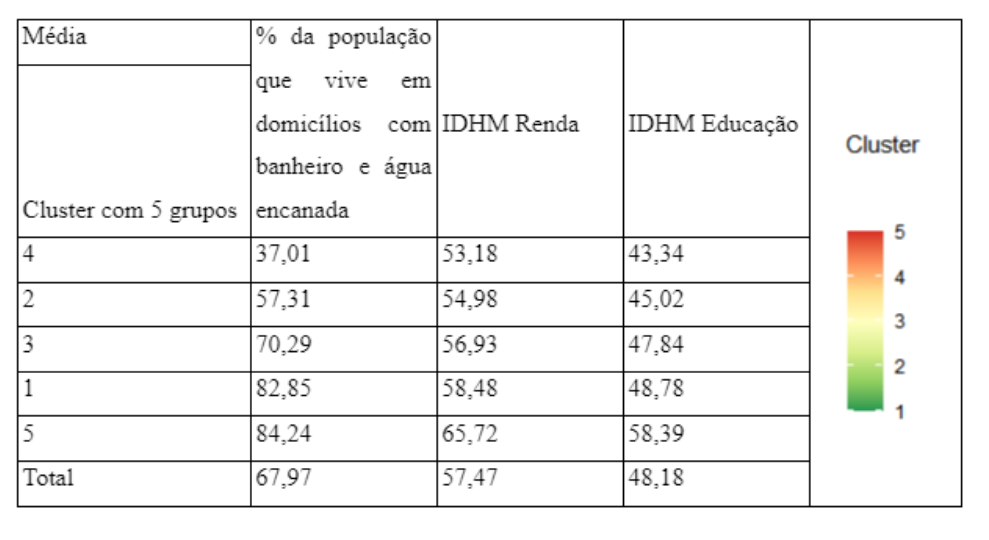 Média
% da população
que vive em
domicílios com
banheiro e água
encanada
IDHM Renda
IDHM Educação
Cluster com 5 grupos
4 37,01 53,18 43,34
2 57,31 54,98 45,02
3 70,29 56,93 47,84
1 82,85 58,48 48,78
5 84,24 65,72 58,39
Total 67,97 57,47 48,18
Cluster
5
4
3
2
1